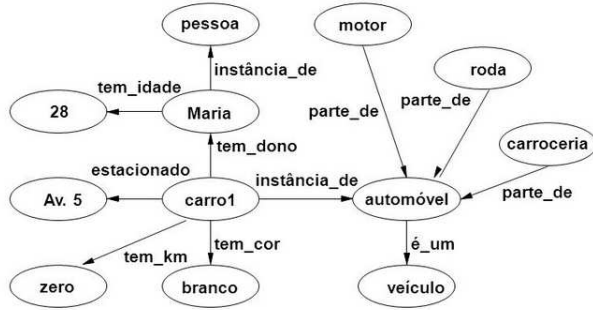 pessoa
motor
roda
tem_idade
instância_de
28
Maria
parte_de
parte_de
carroceria
tem_dono
estacionado
instância_de
Av. 5
carro1
automóvel
parte_de
tem_km
tem_cor
é_um
zero
branco
veículo